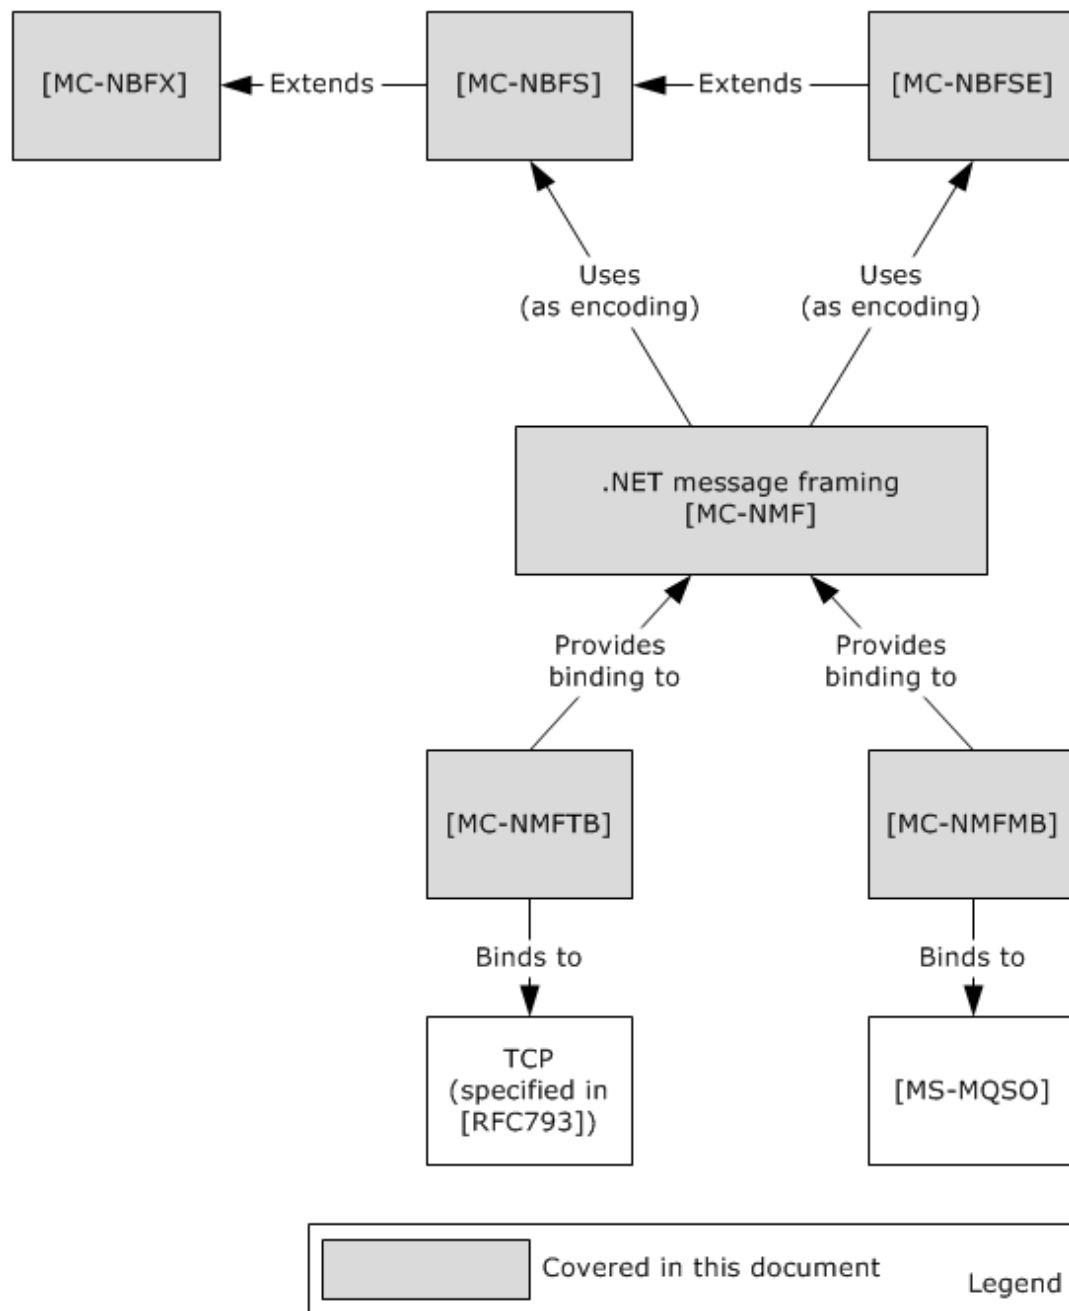 [MC-NBFX]
Extends
[MC-NBFS]
Extends
[MC-NBFSE]
Uses
(as encoding)
Uses
(as encoding)
.NET message framing
[MC-NMF]
Provides
binding to
Provides
binding to
[MC-NMFTB]
[MC-NMFMB]
Binds to
Binds to
TCP
(specified in
[RFC793])
[MS-MQSO]
Covered in this document
Legend